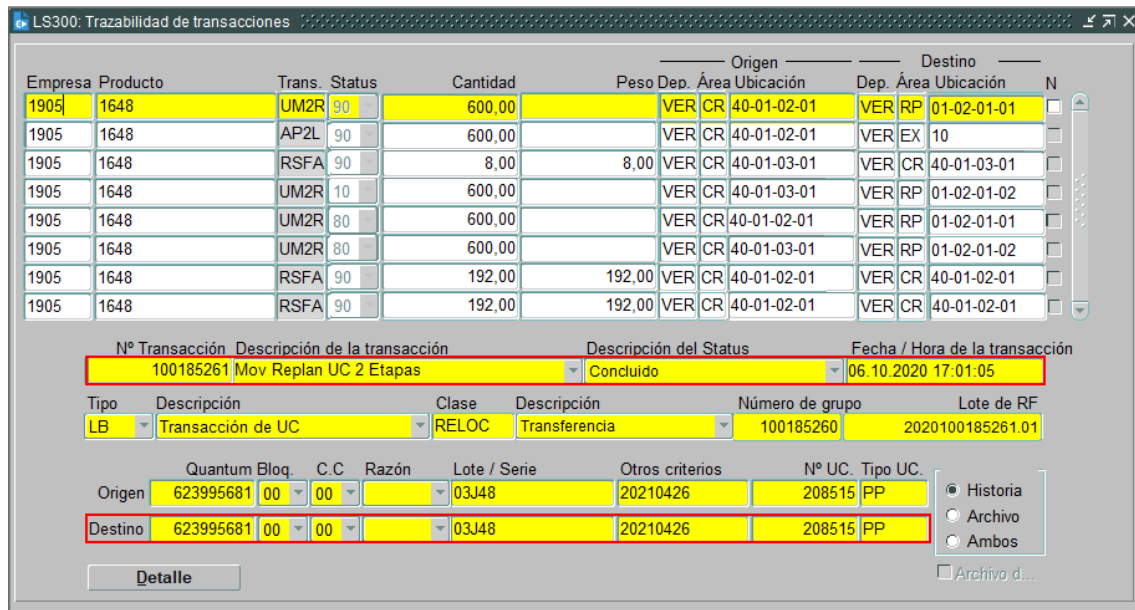 LS300: Trazabilidad de transacciones
Origen Destino
Empresa Producto Trans. Status Cantidad Peso Dep. Área Ubicación Dep. Área Ubicación N
1905 1648 UM2R 90 600,00 VER CR 40-01-02-01 VER RP 01-02-01-01
1905 1648 AP2L 90 600,00 VER CR 40-01-02-01 VER EX 10
1905 1648 RSFA 90 8,00 8,00 VER CR 40-01-03-01 VER CR 40-01-03-01
1905 1648 UM2R 10 600,00 VER CR 40-01-03-01 VER RP 01-02-01-02
1905 1648 UM2R 80 600,00 VER CR 40-01-02-01 VER RP 01-02-01-01
1905 1648 UM2R 80 600,00 VER CR 40-01-03-01 VER RP 01-02-01-02
1905 1648 RSFA 90 192,00 192,00 VER CR 40-01-02-01 VER CR 40-01-02-01
1905 1648 RSFA 90 192,00 192,00 VER CR 40-01-02-01 VER CR 40-01-02-01
Nº Transacción Descripción de la transacción Descripción del Status Fecha / Hora de la transacción
100185261 Mov Replan UC 2 Etapas Concluido 06.10.2020 17:01:05
Tipo Descripción Clase Descripción Número de grupo Lote de RF
LB Transacción de UC RELOC Transferencia 100185260 2020100185261.01
Quantum Bloq. C.C Razón Lote / Serie Otros criterios Nº UC. Tipo UC.
Origen 623995681 00 00 03J48 20210426 208515 PP Historia
Destino 623995681 00 00 03J48 20210426 208515 PP Archivo
Ambos
Detalle Archivo d...